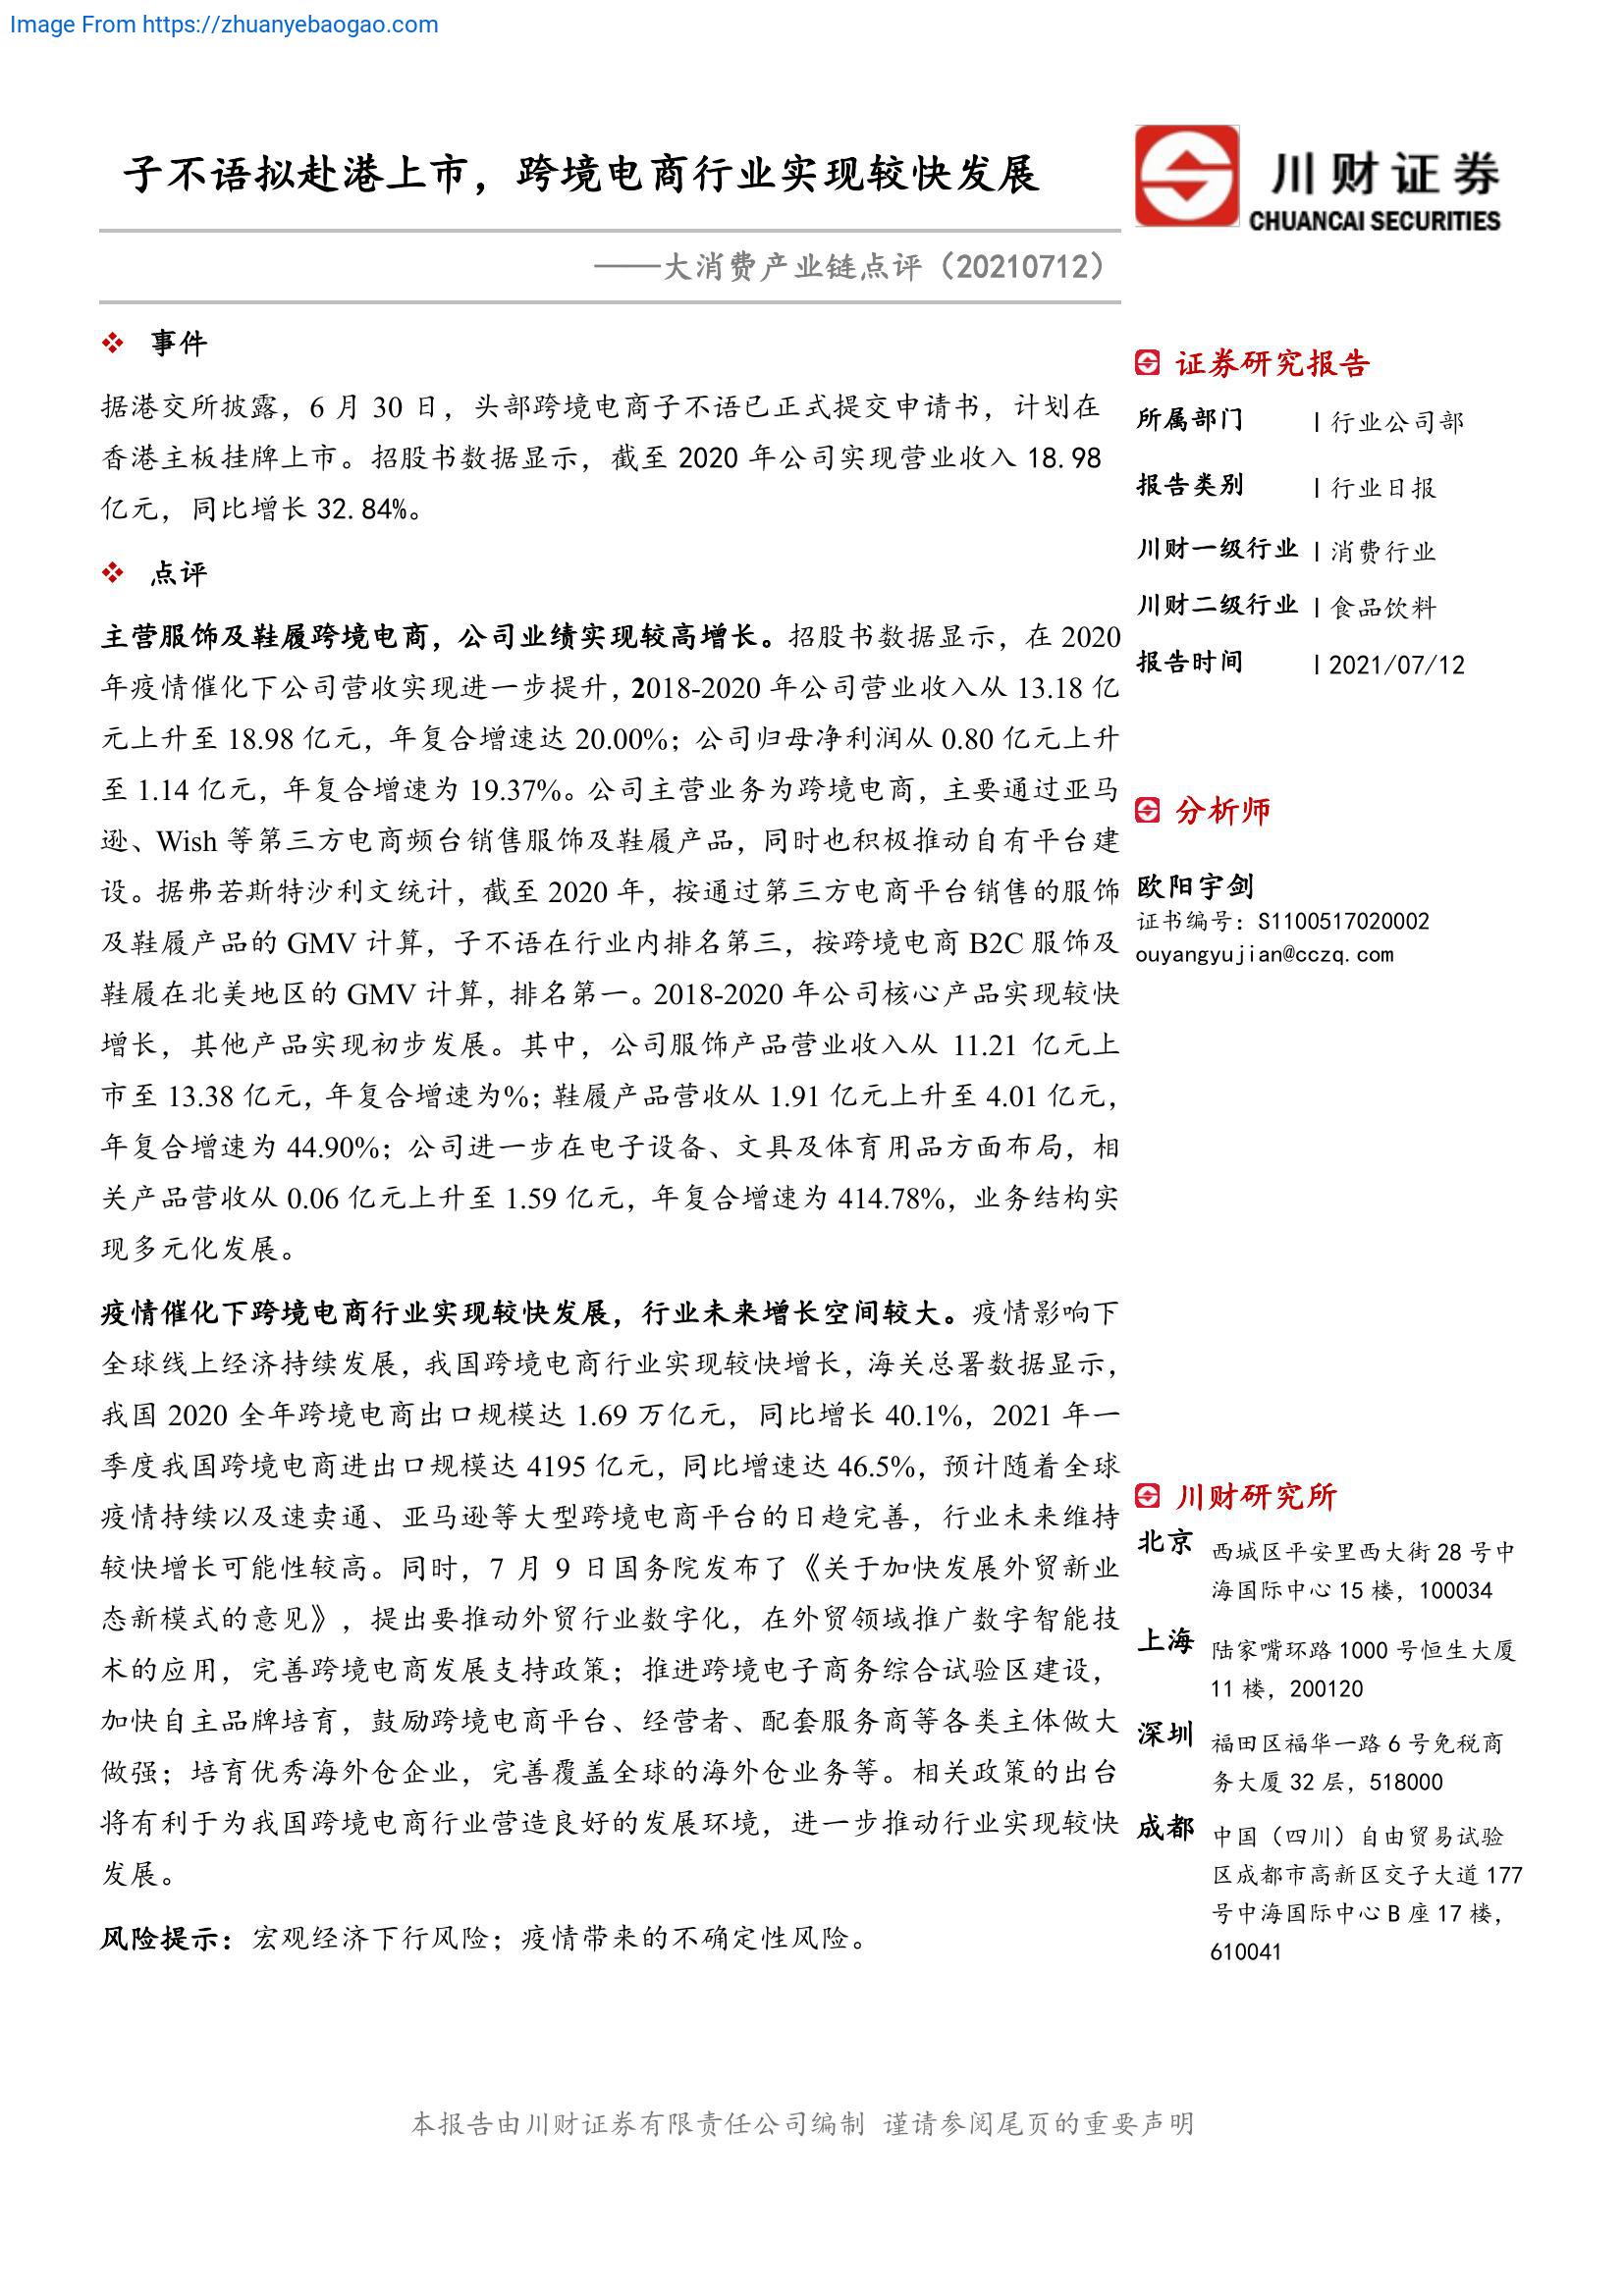 Image From https://zhuanyebaogao.com
子不语拟赴港上市，跨境电商行业实现较快发展
——大消费产业链点评（20210712）
川财证券
CHUANCAI SECURITIES
事件
据港交所披露，6 月 30 日，头部跨境电商子不语已正式提交申请书，计划在
香港主板挂牌上市。招股书数据显示，截至 2020 年公司实现营业收入 18.98
亿元，同比增长 32.84%。
点评
主营服饰及鞋履跨境电商，公司业绩实现较高增长。招股书数据显示，在 2020
年疫情催化下公司营收实现进一步提升，2018-2020 年公司营业收入从 13.18 亿
元上升至 18.98 亿元，年复合增速达 20.00%；公司归母净利润从 0.80 亿元上升
至 1.14 亿元，年复合增速为 19.37%。公司主营业务为跨境电商，主要通过亚马
逊、Wish 等第三方电商频台销售服饰及鞋履产品，同时也积极推动自有平台建
设。据弗若斯特沙利文统计，截至 2020 年，按通过第三方电商平台销售的服饰
及鞋履产品的 GMV 计算，子不语在行业内排名第三，按跨境电商 B2C 服饰及
鞋履在北美地区的 GMV 计算，排名第一。2018-2020 年公司核心产品实现较快
增长，其他产品实现初步发展。其中，公司服饰产品营业收入从 11.21 亿元上
市至 13.38 亿元，年复合增速为%；鞋履产品营收从 1.91 亿元上升至 4.01 亿元，
年复合增速为 44.90%；公司进一步在电子设备、文具及体育用品方面布局，相
关产品营收从 0.06 亿元上升至 1.59 亿元，年复合增速为 414.78%，业务结构实
现多元化发展。
疫情催化下跨境电商行业实现较快发展，行业未来增长空间较大。疫情影响下
全球线上经济持续发展，我国跨境电商行业实现较快增长，海关总署数据显示，
我国 2020 全年跨境电商出口规模达 1.69 万亿元，同比增长 40.1%，2021 年一
季度我国跨境电商进出口规模达 4195 亿元，同比增速达 46.5%，预计随着全球
疫情持续以及速卖通、亚马逊等大型跨境电商平台的日趋完善，行业未来维持
较快增长可能性较高。同时，7 月 9 日国务院发布了《关于加快发展外贸新业
态新模式的意见》，提出要推动外贸行业数字化，在外贸领域推广数字智能技
术的应用，完善跨境电商发展支持政策；推进跨境电子商务综合试验区建设，
加快自主品牌培育，鼓励跨境电商平台、经营者、配套服务商等各类主体做大
做强；培育优秀海外仓企业，完善覆盖全球的海外仓业务等。相关政策的出台
将有利于为我国跨境电商行业营造良好的发展环境，进一步推动行业实现较快
发展。
风险提示：宏观经济下行风险；疫情带来的不确定性风险。
证券研究报告
所属部门 | 行业公司部
报告类别 | 行业日报
川财一级行业 | 消费行业
川财二级行业 | 食品饮料
报告时间 | 2021/07/12
分析师
欧阳宇剑
证书编号：S1100517020002
ouyangyujian@cczq.com
川财研究所
北京 西城区平安里西大街 28 号中
海国际中心 15 楼，100034
上海 陆家嘴环路 1000 号恒生大厦
11 楼，200120
深圳 福田区福华一路 6 号免税商
务大厦 32 层，518000
成都 中国（四川）自由贸易试验
区成都市高新区交子大道 177
号中海国际中心 B 座 17 楼，
610041
本报告由川财证券有限责任公司编制 谨请参阅尾页的重要声明